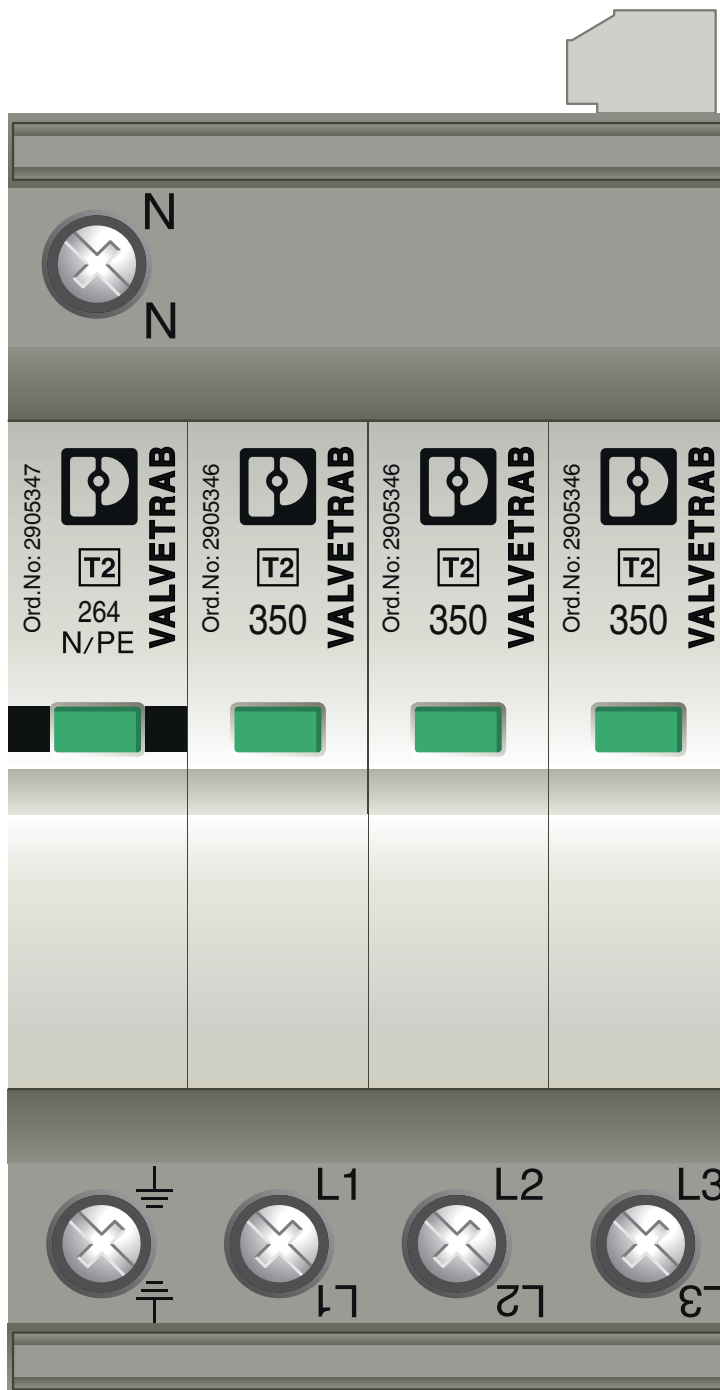 N
N
Ord.No: 2905347
VALVETRAB
T2
264
N/PE
Ord.No: 2905346
VALVETRAB
T2
350
Ord.No: 2905346
VALVETRAB
T2
350
Ord.No: 2905346
VALVETRAB
T2
350
L1
L2
L3
L1
L2
L3